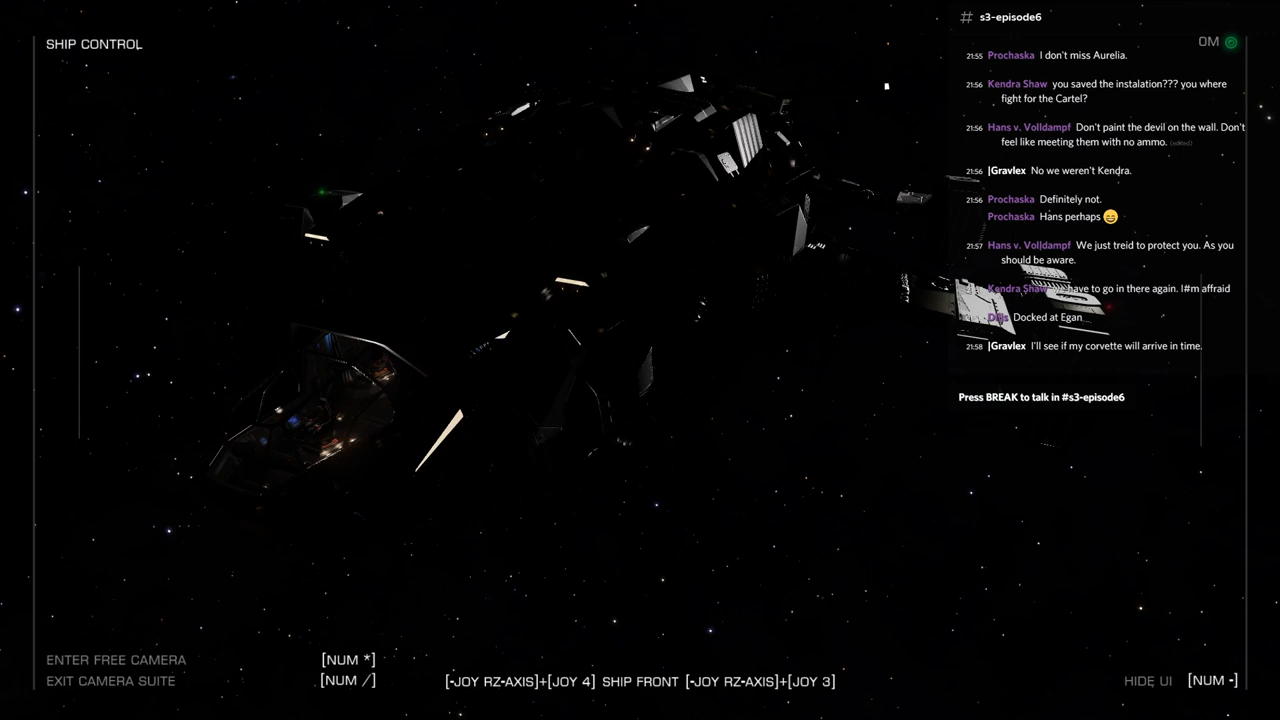 # s3-episode6
SHIP CONTROL
0M
21:55 Prochaska I don't miss Aurelia.
21:56 Kendra Shaw you saved the instalation??? you where
fight for the Cartel?
21:56 Hans v. Volldampf Don't paint the devil on the wall. Don't
feel like meeting them with no ammo. (edited)
21:56 |Gravlex No we weren't Kendra.
21:56 Prochaska Definitely not.
Prochaska Hans perhaps 😄
21:57 Hans v. Volldampf We just treid to protect you. As you
should be aware.
Kendra Shaw we have to go in there again. I#m affraid
Docked at Egan
21:58 |Gravlex I'll see if my corvette will arrive in time.
Press BREAK to talk in #s3-episode6
ENTER FREE CAMERA [NUM *]
EXIT CAMERA SUITE [NUM /]
[-JOY RZ-AXIS]+[JOY 4] SHIP FRONT [-JOY RZ-AXIS]+[JOY 3]
HIDE UI [NUM -]